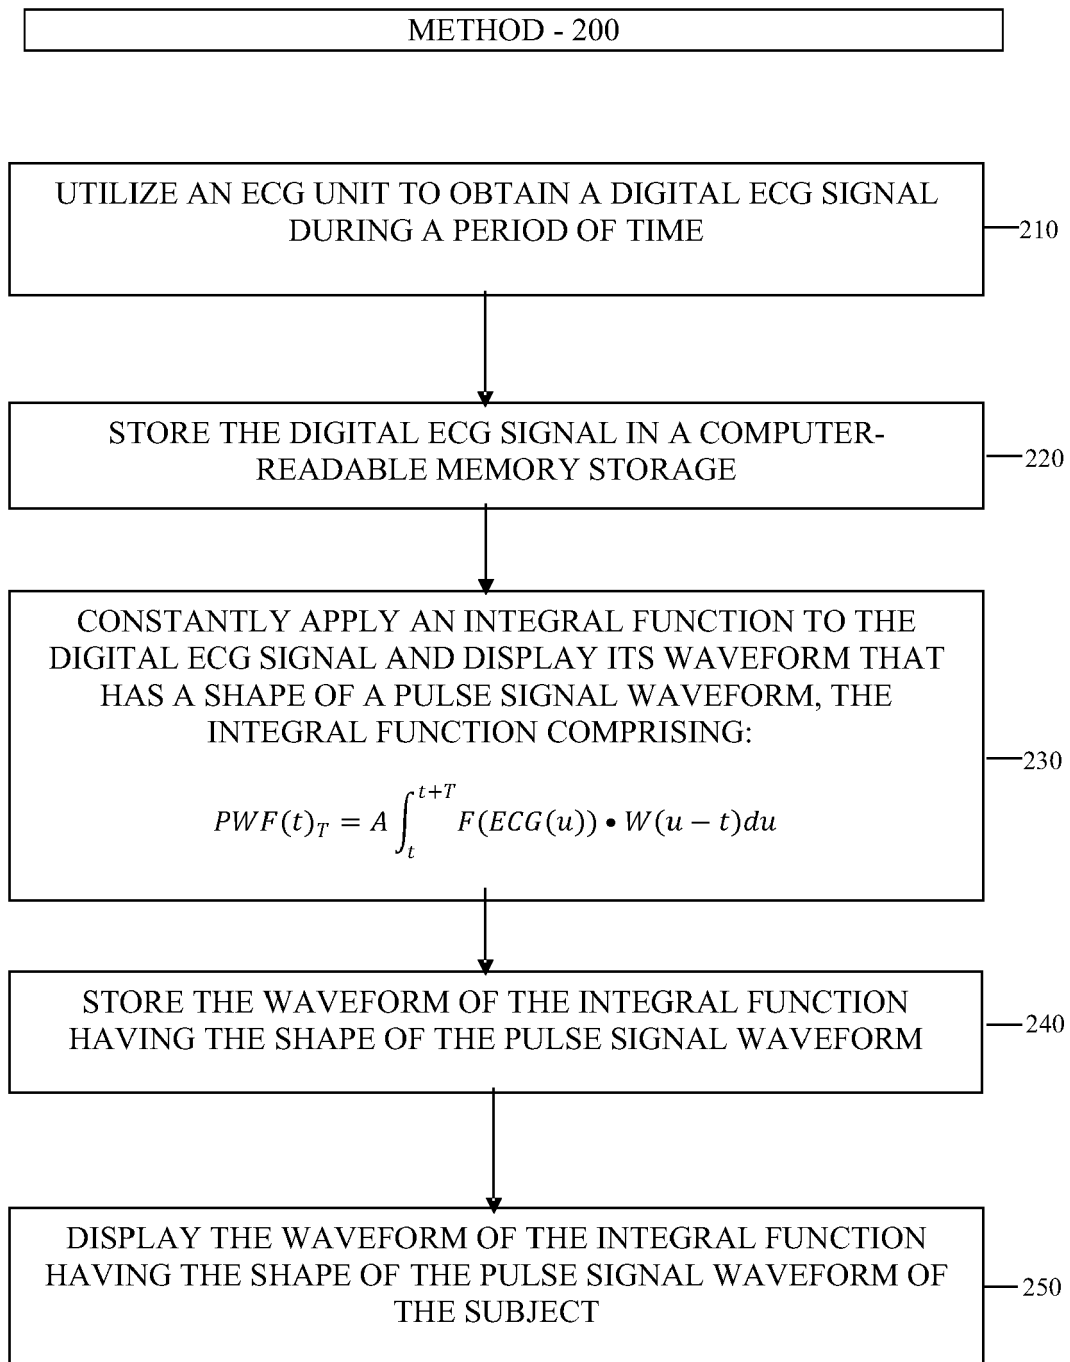 METHOD - 200
UTILIZE AN ECG UNIT TO OBTAIN A DIGITAL ECG SIGNAL
DURING A PERIOD OF TIME
210
STORE THE DIGITAL ECG SIGNAL IN A COMPUTER-
READABLE MEMORY STORAGE
220
CONSTANTLY APPLY AN INTEGRAL FUNCTION TO THE
DIGITAL ECG SIGNAL AND DISPLAY ITS WAVEFORM THAT
HAS A SHAPE OF A PULSE SIGNAL WAVEFORM, THE
INTEGRAL FUNCTION COMPRISING:
230
PWF(t)_T = A ∫_t^{t+T} F(ECG(u)) • W(u − t)du
STORE THE WAVEFORM OF THE INTEGRAL FUNCTION
HAVING THE SHAPE OF THE PULSE SIGNAL WAVEFORM
240
DISPLAY THE WAVEFORM OF THE INTEGRAL FUNCTION
HAVING THE SHAPE OF THE PULSE SIGNAL WAVEFORM OF
THE SUBJECT
250